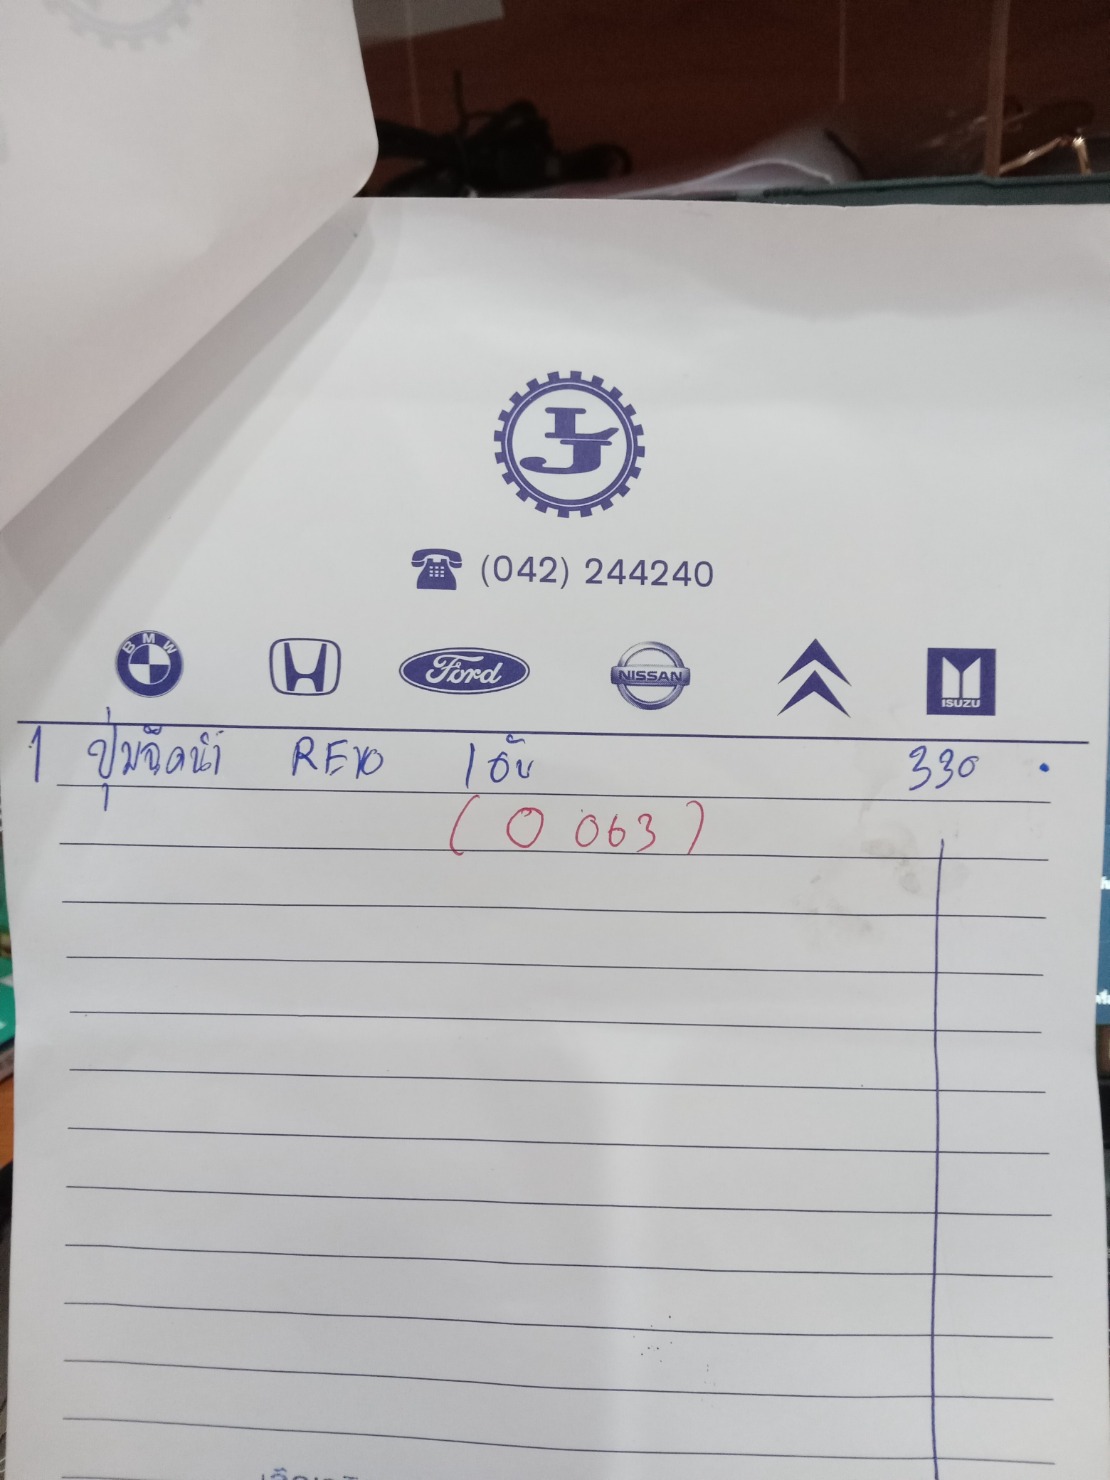 LJ
(042) 244240
BMW Ford NISSAN ISUZU
1 ปุ่มฉีดน้ำ REVO 1 อัน 330 .
(0 063)